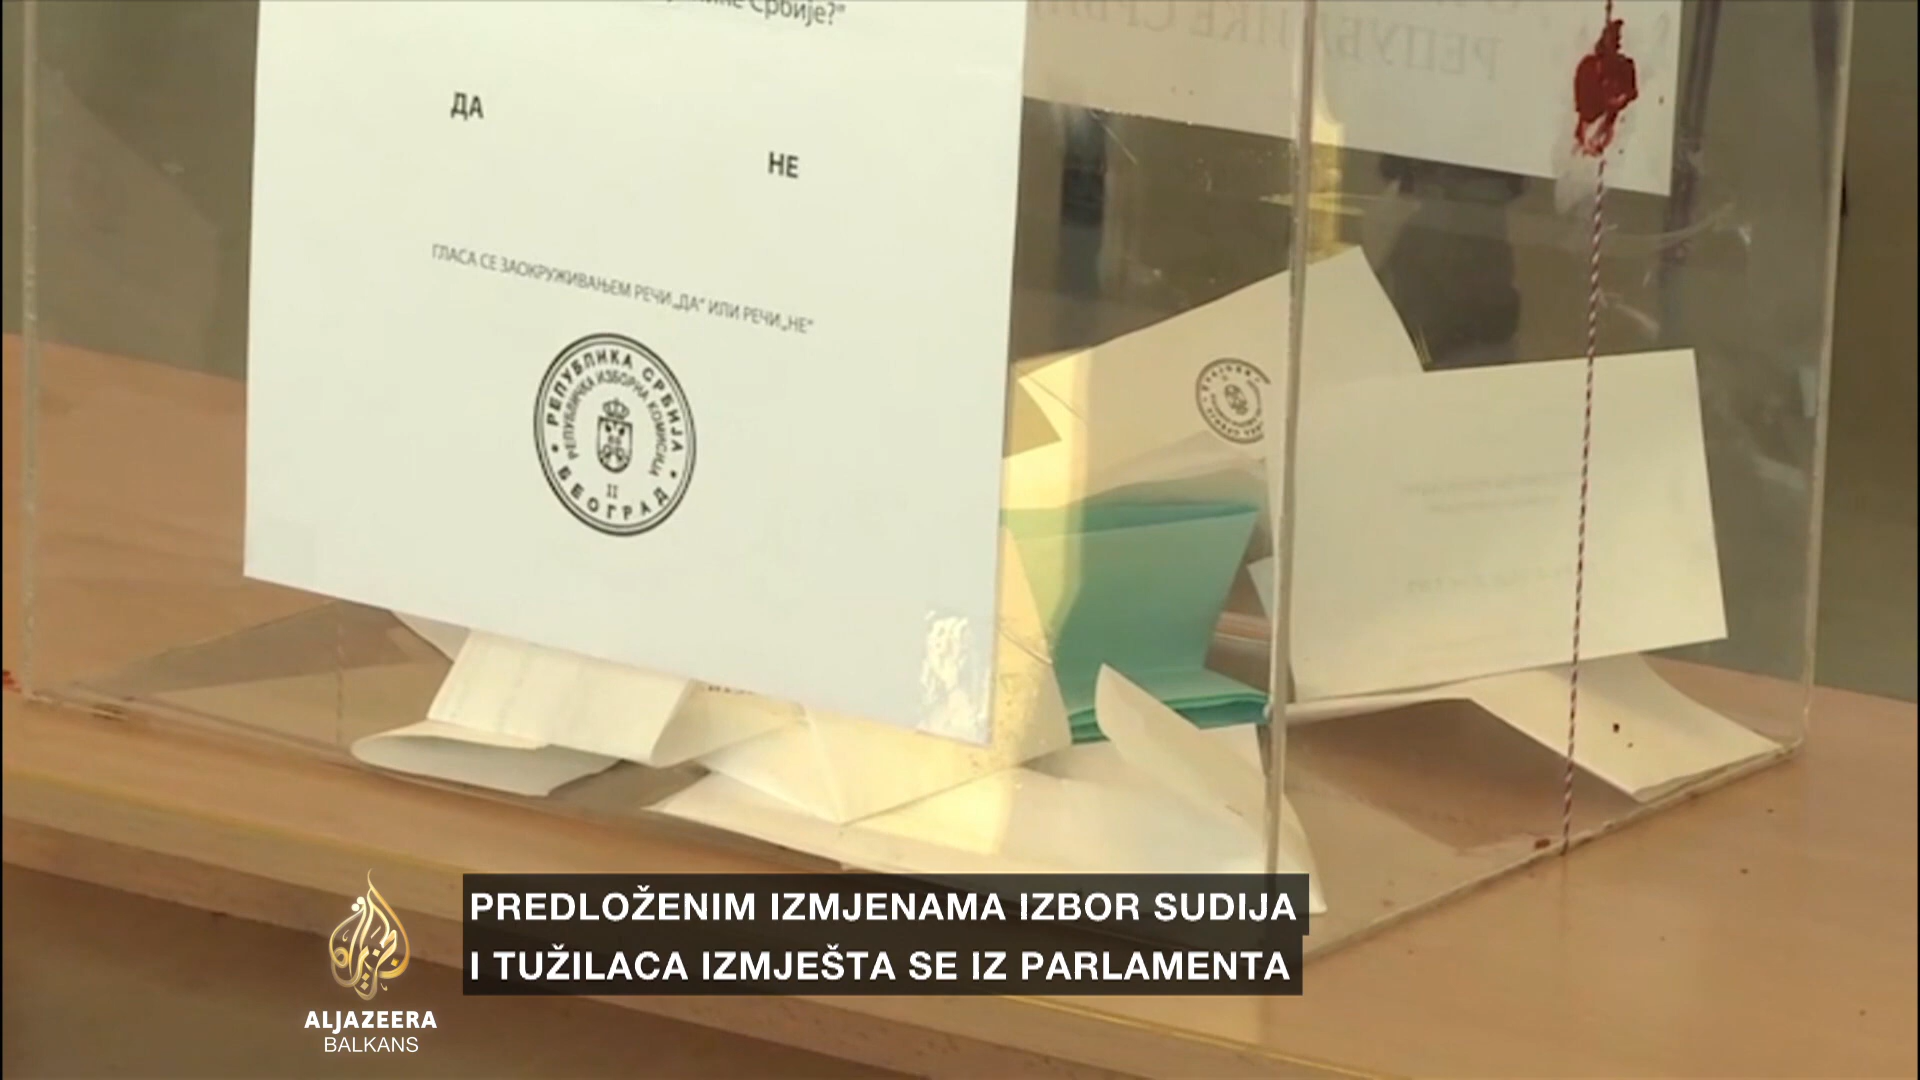 Србије?"
ДА
НЕ
ГЛАСА СЕ ЗАОКРУЖИВАЊЕМ РЕЧИ „ДА“ ИЛИ РЕЧИ „НЕ“
РЕПУБЛИКА СРБИЈА
РЕПУБЛИЧКА ИЗБОРНА КОМИСИЈА
II
БЕОГРАД
PREDLOŽENIM IZMJENAMA IZBOR SUDIJA
I TUŽILACA IZMJEŠTA SE IZ PARLAMENTA
ALJAZEERA
BALKANS